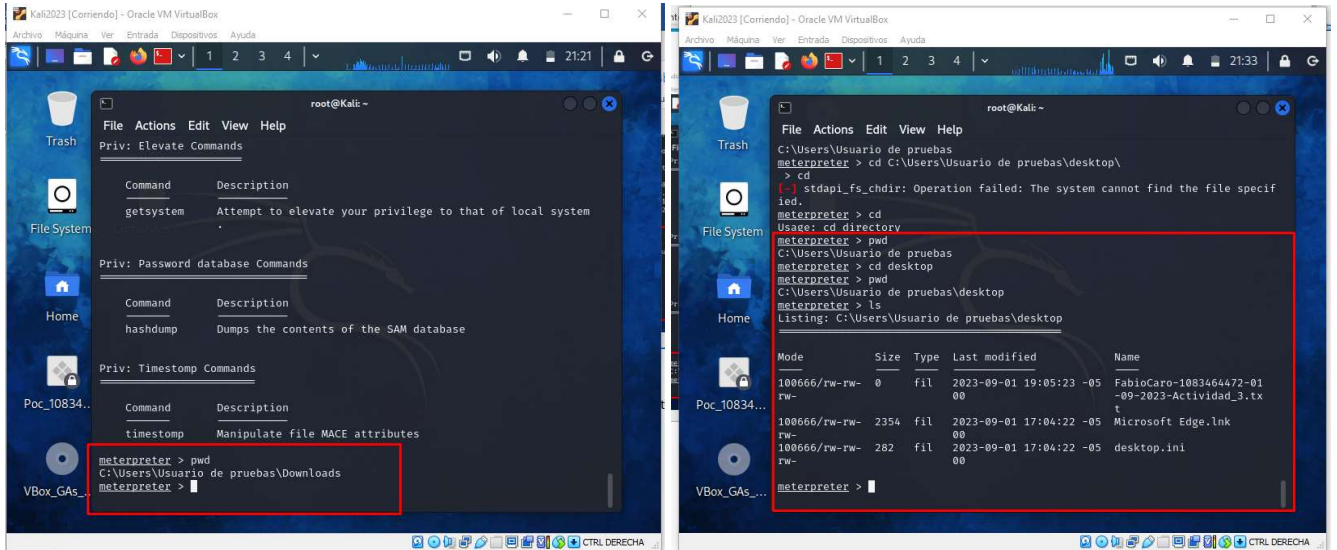 Kali2023 [Corriendo] - Oracle VM VirtualBox
Archivo Máquina Ver Entrada Dispositivos Ayuda
1 2 3 4 21:21
root@Kali: ~
File Actions Edit View Help
Trash
File System
Home
Poc_10834...
VBox_GAs_...
Priv: Elevate Commands
Command Description
getsystem Attempt to elevate your privilege to that of local system
.
Priv: Password database Commands
Command Description
hashdump Dumps the contents of the SAM database
Priv: Timestomp Commands
Command Description
timestomp Manipulate file MACE attributes
meterpreter > pwd
C:\Users\Usuario de pruebas\Downloads
meterpreter >
CTRL DERECHA
Kali2023 [Corriendo] - Oracle VM VirtualBox
Archivo Máquina Ver Entrada Dispositivos Ayuda
1 2 3 4 21:33
root@Kali: ~
File Actions Edit View Help
Trash
File System
Home
Poc_10834...
VBox_GAs_...
C:\Users\Usuario de pruebas
meterpreter > cd C:\Users\Usuario de pruebas\desktop\
> cd
[-] stdapi_fs_chdir: Operation failed: The system cannot find the file specif
ied.
meterpreter > cd
Usage: cd directory
meterpreter > pwd
C:\Users\Usuario de pruebas
meterpreter > cd desktop
meterpreter > pwd
C:\Users\Usuario de pruebas\desktop
meterpreter > ls
Listing: C:\Users\Usuario de pruebas\desktop
Mode Size Type Last modified Name
100666/rw-rw- 0 fil 2023-09-01 19:05:23 -05 FabioCaro-1083464472-01
rw- 00 -09-2023-Actividad_3.tx
t
100666/rw-rw- 2354 fil 2023-09-01 17:04:22 -05 Microsoft Edge.lnk
rw- 00
100666/rw-rw- 282 fil 2023-09-01 17:04:22 -05 desktop.ini
rw- 00
meterpreter >
CTRL DERECHA